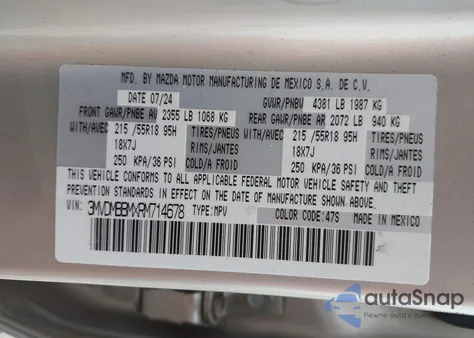 MFD. BY MAZDA MOTOR MANUFACTURING DE MEXICO S.A. DE C.V.
DATE 07/24 GVWR/PNBV 4381 LB 1987 KG
FRONT GAWR/PNBE AV 2355 LB 1068 KG REAR GAWR/PNBE AR 2072 LB 940 KG
WITH/AVEC 215 /55R18 95H TIRES/PNEUS WITH/AVEC 215 /55R18 95H TIRES/PNEUS
18X7J RIMS/JANTES 18X7J RIMS/JANTES
250 KPA/36 PSI COLD/A FROID 250 KPA/36 PSI COLD/A FROID
THIS VEHICLE CONFORMS TO ALL APPLICABLE FEDERAL MOTOR VEHICLE SAFETY AND THEFT
PREVENTION STANDARDS IN EFFECT ON THE DATE OF MANUFACTURE SHOWN ABOVE.
VIN: 3MVDMBBMXRM714678 TYPE:MPV COLOR CODE:47S MADE IN MEXICO
autaSnap
Pewne auta z